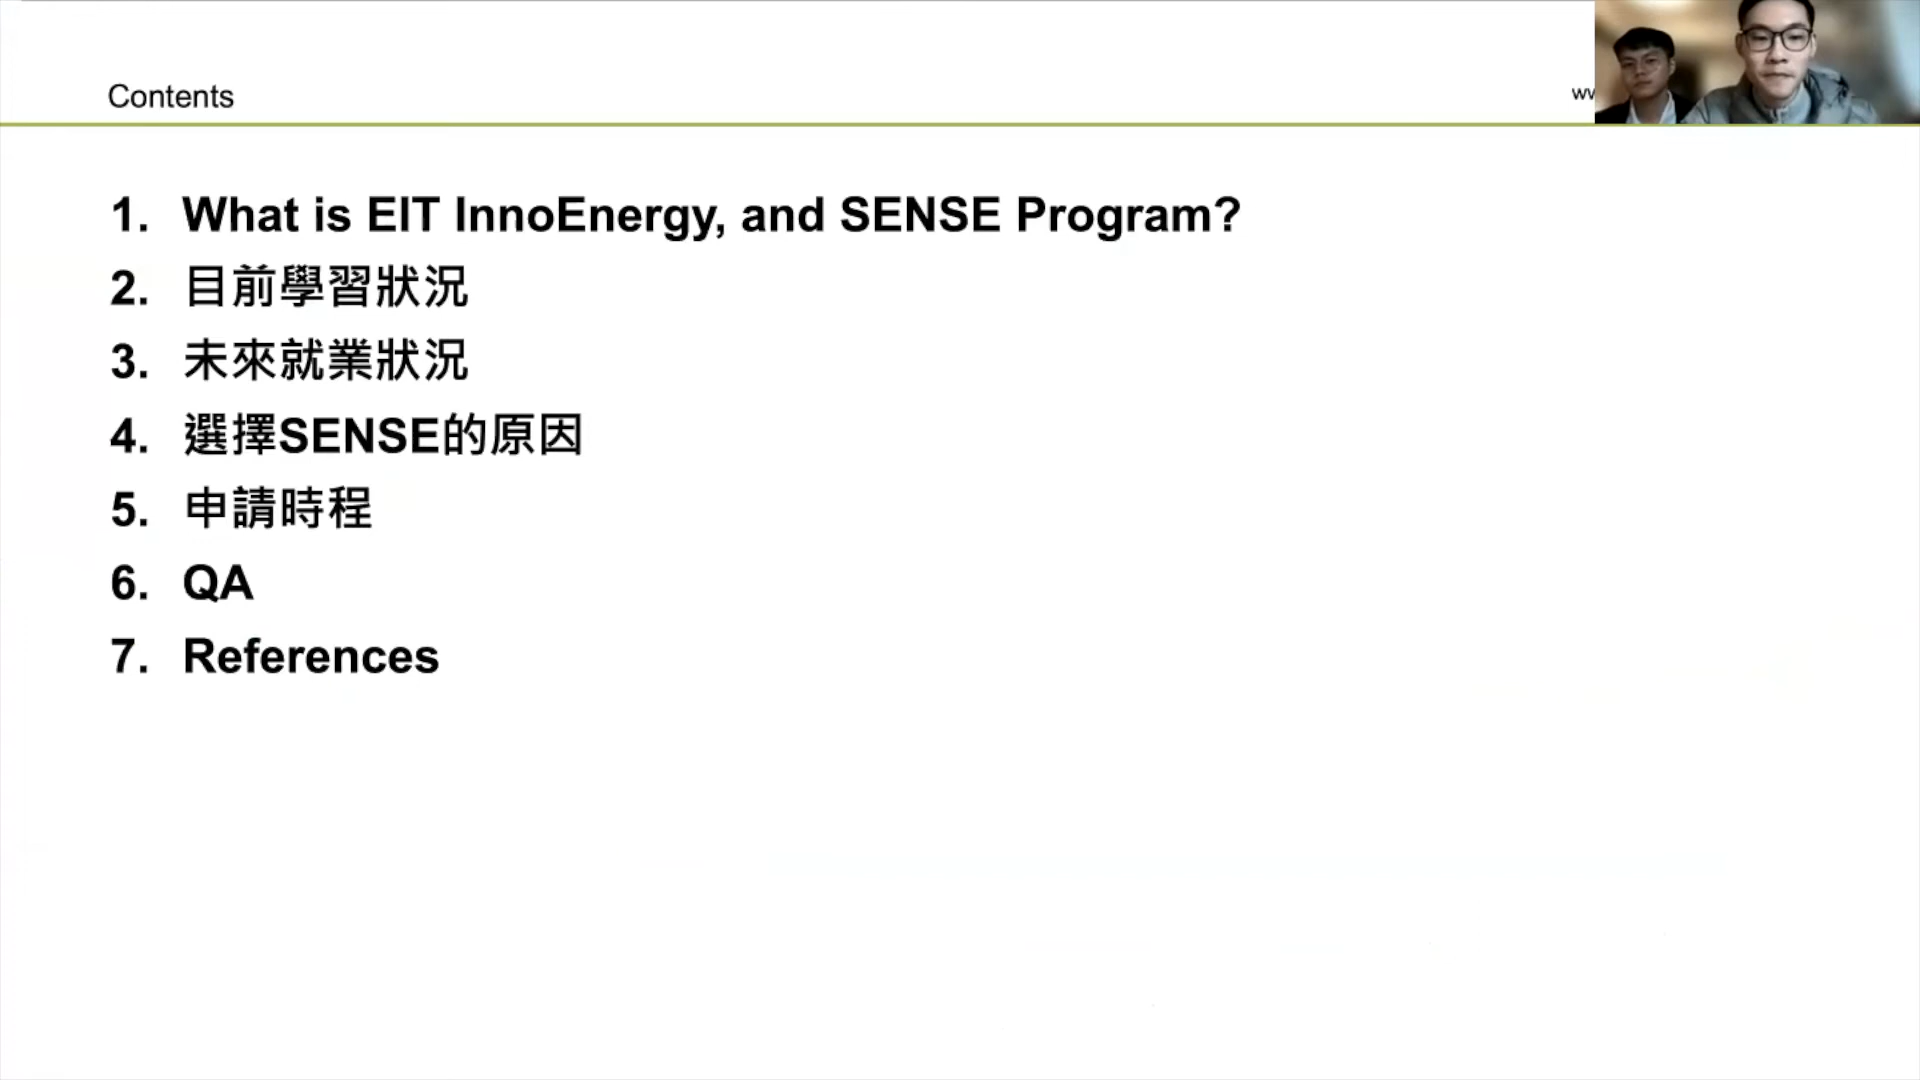 Contents
1. What is EIT InnoEnergy, and SENSE Program?
2. 目前學習狀況
3. 未來就業狀況
4. 選擇SENSE的原因
5. 申請時程
6. QA
7. References